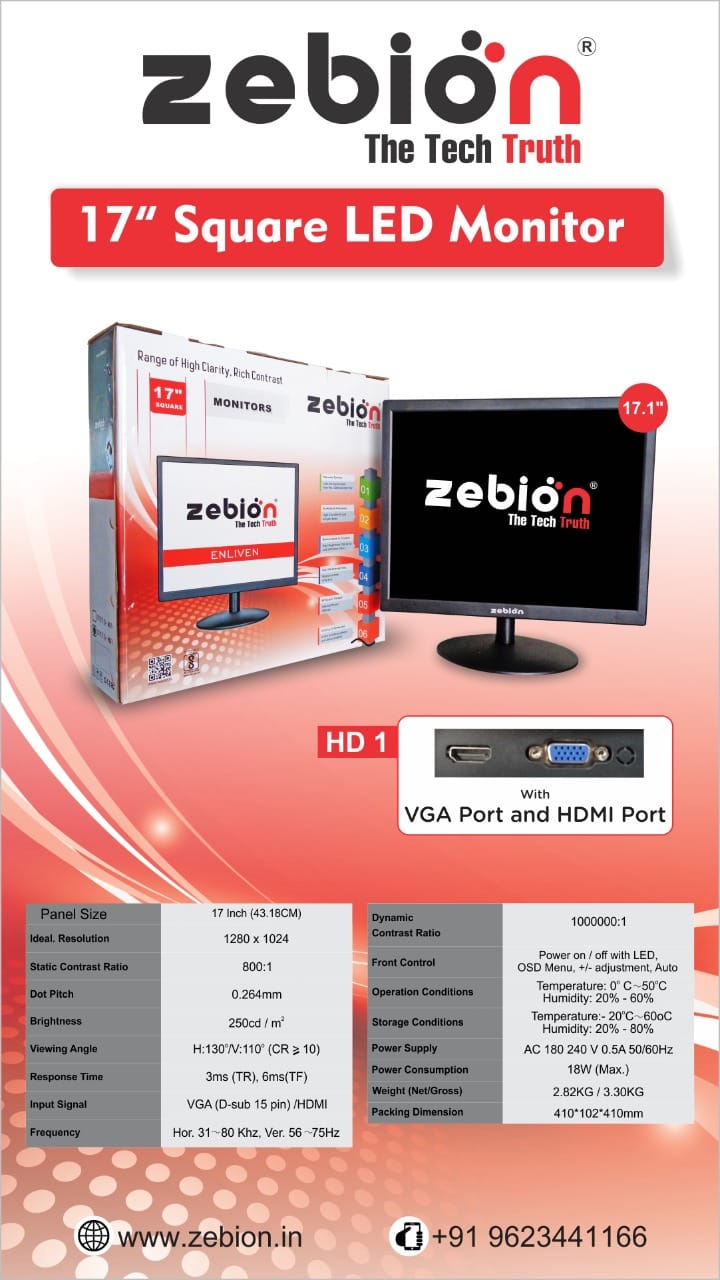 zebion®
The Tech Truth
17” Square LED Monitor
Range of High Clarity, Rich Contrast
17"
SQUARE
MONITORS
zebion
The Tech Truth
zebion®
The Tech Truth
ENLIVEN
01
02
03
04
05
06
17.1"
zebion®
The Tech Truth
zebion
HD 1
With
VGA Port and HDMI Port
Panel Size 17 Inch (43.18CM)
Ideal. Resolution 1280 x 1024
Static Contrast Ratio 800:1
Dot Pitch 0.264mm
Brightness 250cd / m²
Viewing Angle H:130°/V:110° (CR ⩾ 10)
Response Time 3ms (TR), 6ms(TF)
Input Signal VGA (D-sub 15 pin) /HDMI
Frequency Hor. 31~80 Khz, Ver. 56 ~75Hz
Dynamic
Contrast Ratio 1000000:1
Front Control Power on / off with LED,
OSD Menu, +/- adjustment, Auto
Operation Conditions Temperature: 0° C~50°C
Humidity: 20% - 60%
Storage Conditions Temperature:- 20°C~60oC
Humidity: 20% - 80%
Power Supply AC 180 240 V 0.5A 50/60Hz
Power Consumption 18W (Max.)
Weight (Net/Gross) 2.82KG / 3.30KG
Packing Dimension 410*102*410mm
www.zebion.in
+91 9623441166